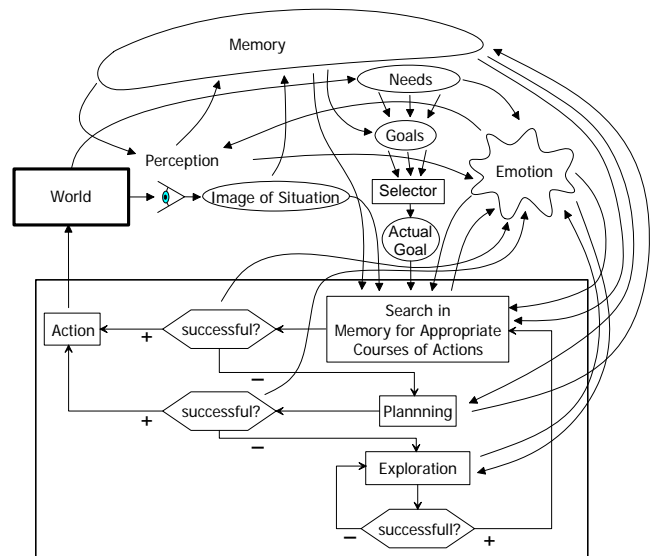 Memory
Needs
Goals
Perception
Emotion
World
Image of Situation
Selector
Actual
Goal
Search in
Memory for Appropriate
Courses of Actions
Action
+
successful?
−
Plannning
+
successful?
−
Exploration
successfull?
−
+